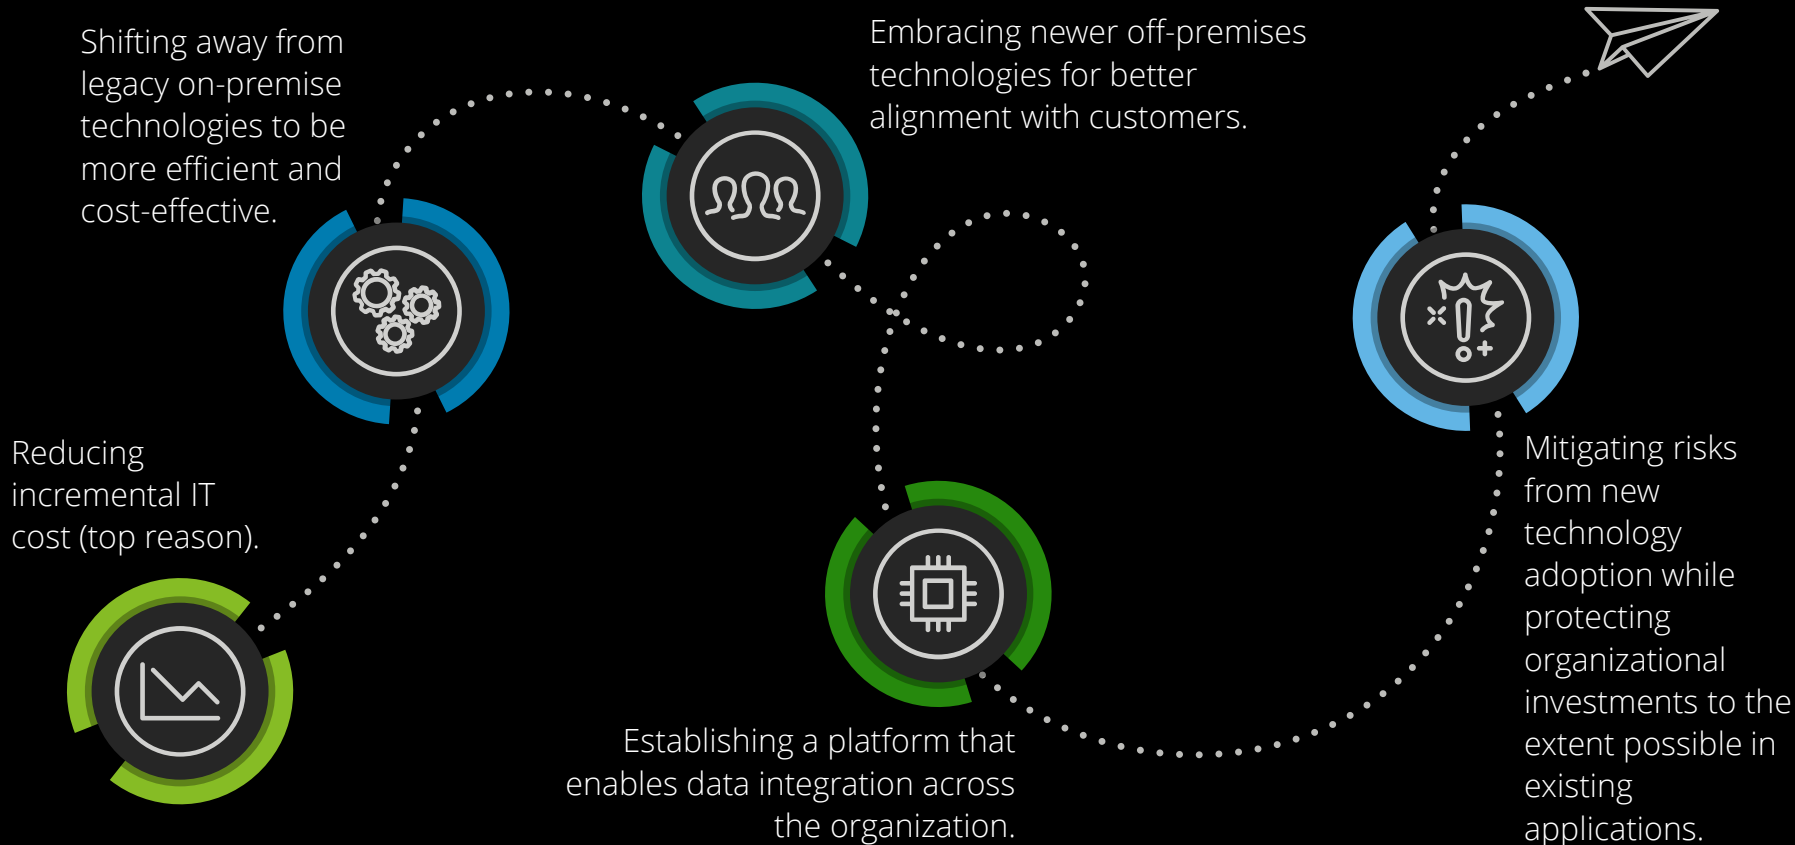 Shifting away from
legacy on-premise
technologies to be
more efficient and
cost-effective.
Embracing newer off-premises
technologies for better
alignment with customers.
Reducing
incremental IT
cost (top reason).
Establishing a platform that
enables data integration across
the organization.
Mitigating risks
from new
technology
adoption while
protecting
organizational
investments to the
extent possible in
existing
applications.